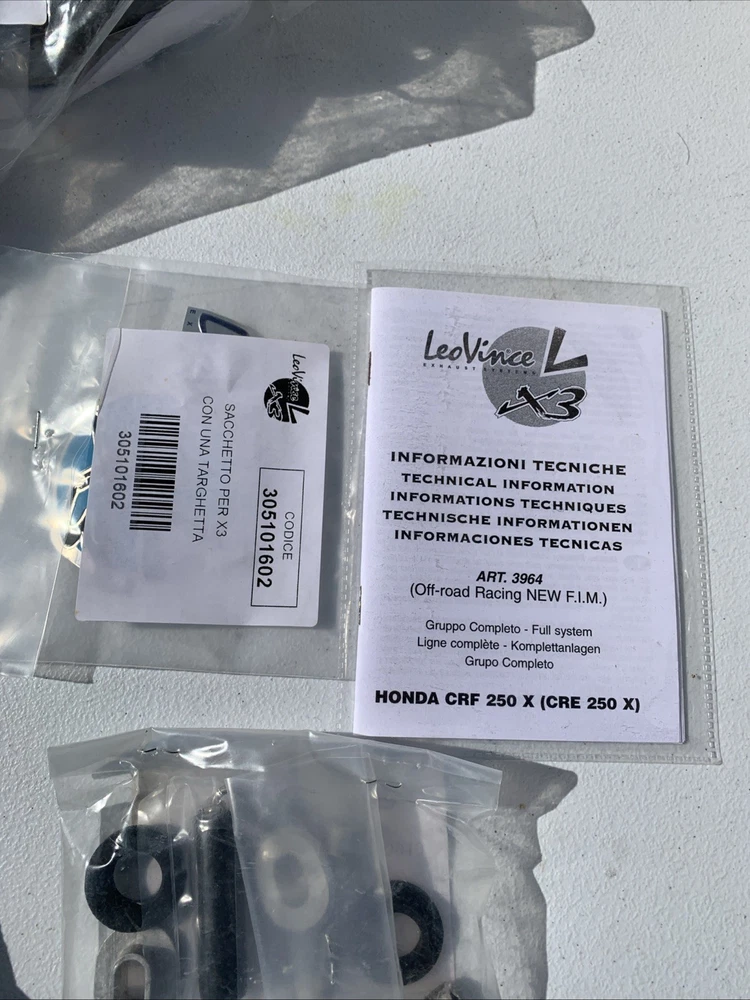 LeoVince
X3
SACCHETTO PER X3
CON UNA TARGHETTA
CODICE
305101602
305101602
LeoVince
EXHAUST SYSTEMS
X3
INFORMAZIONI TECNICHE
TECHNICAL INFORMATION
INFORMATIONS TECHNIQUES
TECHNISCHE INFORMATIONEN
INFORMACIONES TECNICAS
ART. 3964
(Off-road Racing NEW F.I.M.)
Gruppo Completo - Full system
Ligne complète - Komplettanlagen
Grupo Completo
HONDA CRF 250 X (CRE 250 X)